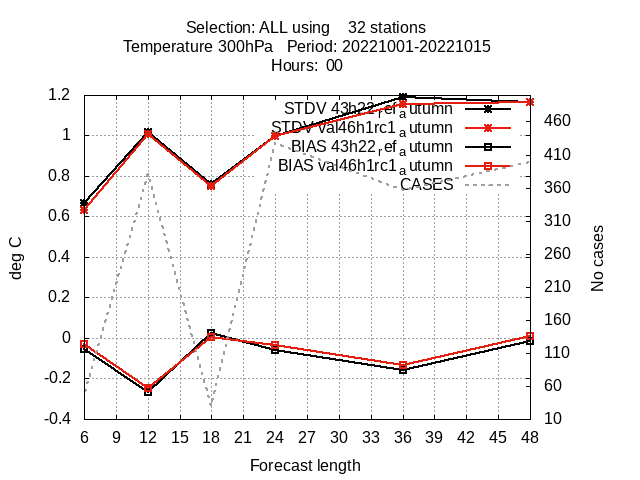 Selection: ALL using 32 stations
Temperature 300hPa Period: 20221001-20221015
Hours: 00
STDV 43h22_ref_autumn
STDV val46h1rc1_autumn
BIAS 43h22_ref_autumn
BIAS val46h1rc1_autumn
CASES
1.2
1
0.8
0.6
0.4
0.2
0
-0.2
-0.4
deg C
460
410
360
310
260
210
160
110
60
10
No cases
6 9 12 15 18 21 24 27 30 33 36 39 42 45 48
Forecast length